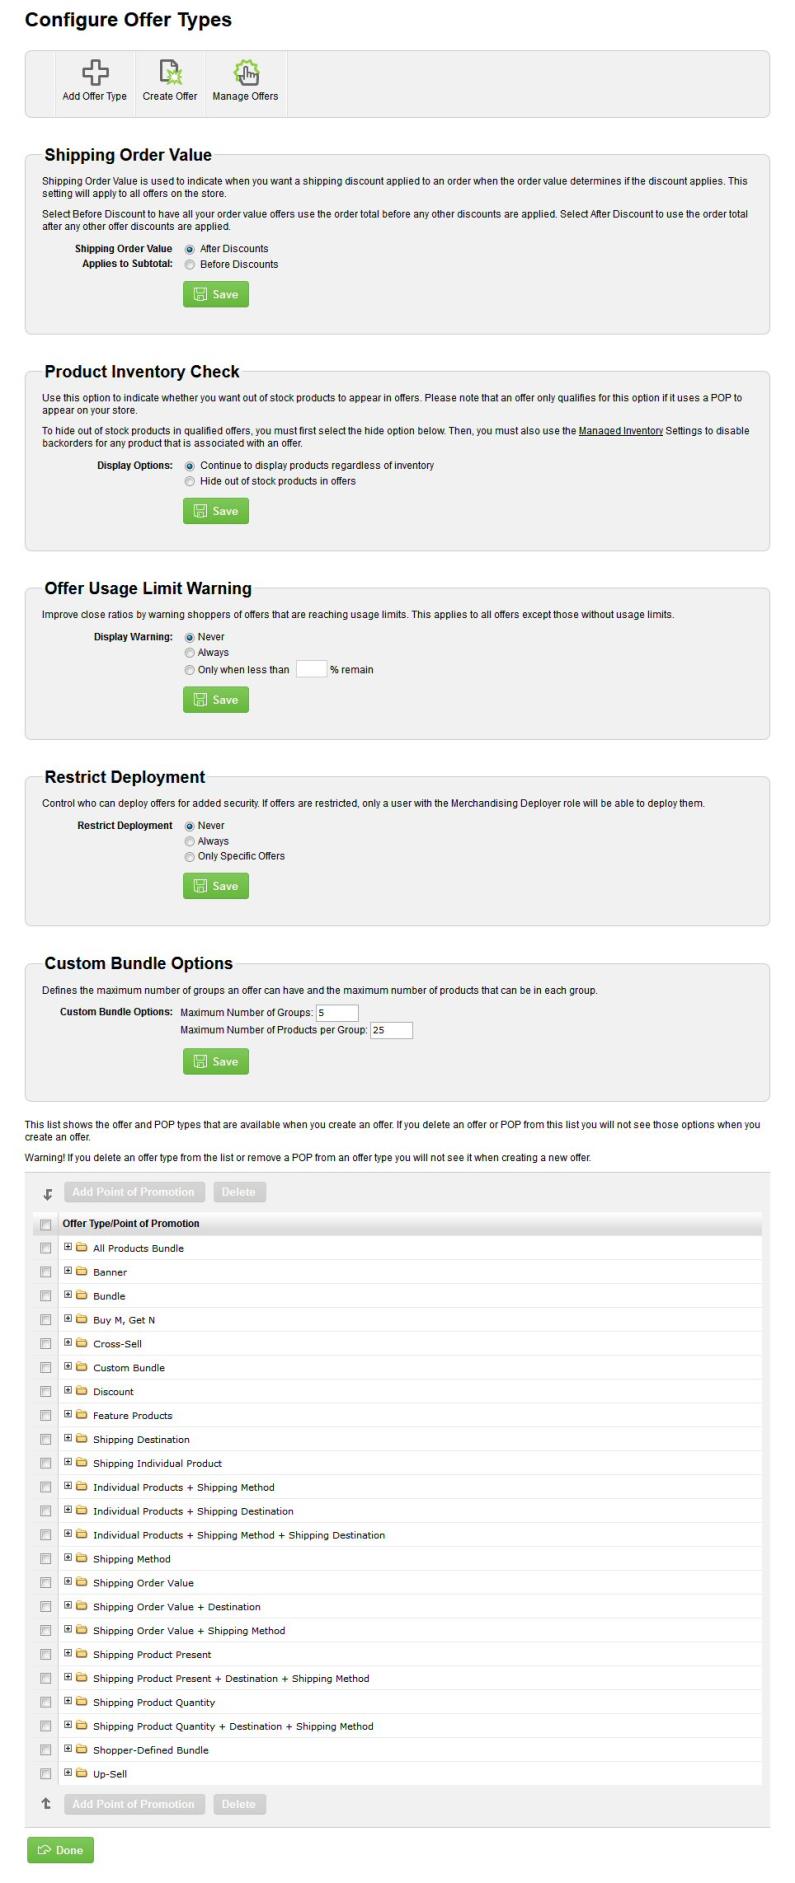 Configure Offer Types
Add Offer Type Create Offer Manage Offers
Shipping Order Value
Shipping Order Value is used to indicate when you want a shipping discount applied to an order when the order value determines if the discount applies. This
setting will apply to all offers on the store.
Select Before Discount to have all your order value offers use the order total before any other discounts are applied. Select After Discount to use the order total
after any other offer discounts are applied.
Shipping Order Value After Discounts
Applies to Subtotal: Before Discounts
Save
Product Inventory Check
Use this option to indicate whether you want out of stock products to appear in offers. Please note that an offer only qualifies for this option if it uses a POP to
appear on your store.
To hide out of stock products in qualified offers, you must first select the hide option below. Then, you must also use the Managed Inventory Settings to disable
backorders for any product that is associated with an offer.
Display Options: Continue to display products regardless of inventory
Hide out of stock products in offers
Save
Offer Usage Limit Warning
Improve close ratios by warning shoppers of offers that are reaching usage limits. This applies to all offers except those without usage limits.
Display Warning: Never
Always
Only when less than % remain
Save
Restrict Deployment
Control who can deploy offers for added security. If offers are restricted, only a user with the Merchandising Deployer role will be able to deploy them.
Restrict Deployment Never
Always
Only Specific Offers
Save
Custom Bundle Options
Defines the maximum number of groups an offer can have and the maximum number of products that can be in each group.
Custom Bundle Options: Maximum Number of Groups: 5
Maximum Number of Products per Group: 25
Save
This list shows the offer and POP types that are available when you create an offer. If you delete an offer or POP from this list you will not see those options when you
create an offer.
Warning! If you delete an offer type from the list or remove a POP from an offer type you will not see it when creating a new offer.
Add Point of Promotion Delete
Offer Type/Point of Promotion
All Products Bundle
Banner
Bundle
Buy M, Get N
Cross-Sell
Custom Bundle
Discount
Feature Products
Shipping Destination
Shipping Individual Product
Individual Products + Shipping Method
Individual Products + Shipping Destination
Individual Products + Shipping Method + Shipping Destination
Shipping Method
Shipping Order Value
Shipping Order Value + Destination
Shipping Order Value + Shipping Method
Shipping Product Present
Shipping Product Present + Destination + Shipping Method
Shipping Product Quantity
Shipping Product Quantity + Destination + Shipping Method
Shopper-Defined Bundle
Up-Sell
Add Point of Promotion Delete
Done